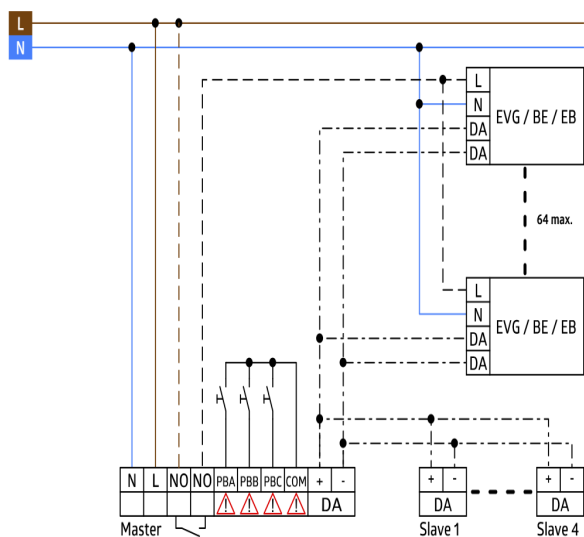 L
N
L
N
DA
DA
EVG / BE / EB
64 max.
L
N
DA
DA
EVG / BE / EB
N L NO NO PBA PBB PBC COM + -
! ! ! ! DA
+ -
DA
+ -
DA
Master
Slave 1
Slave 4